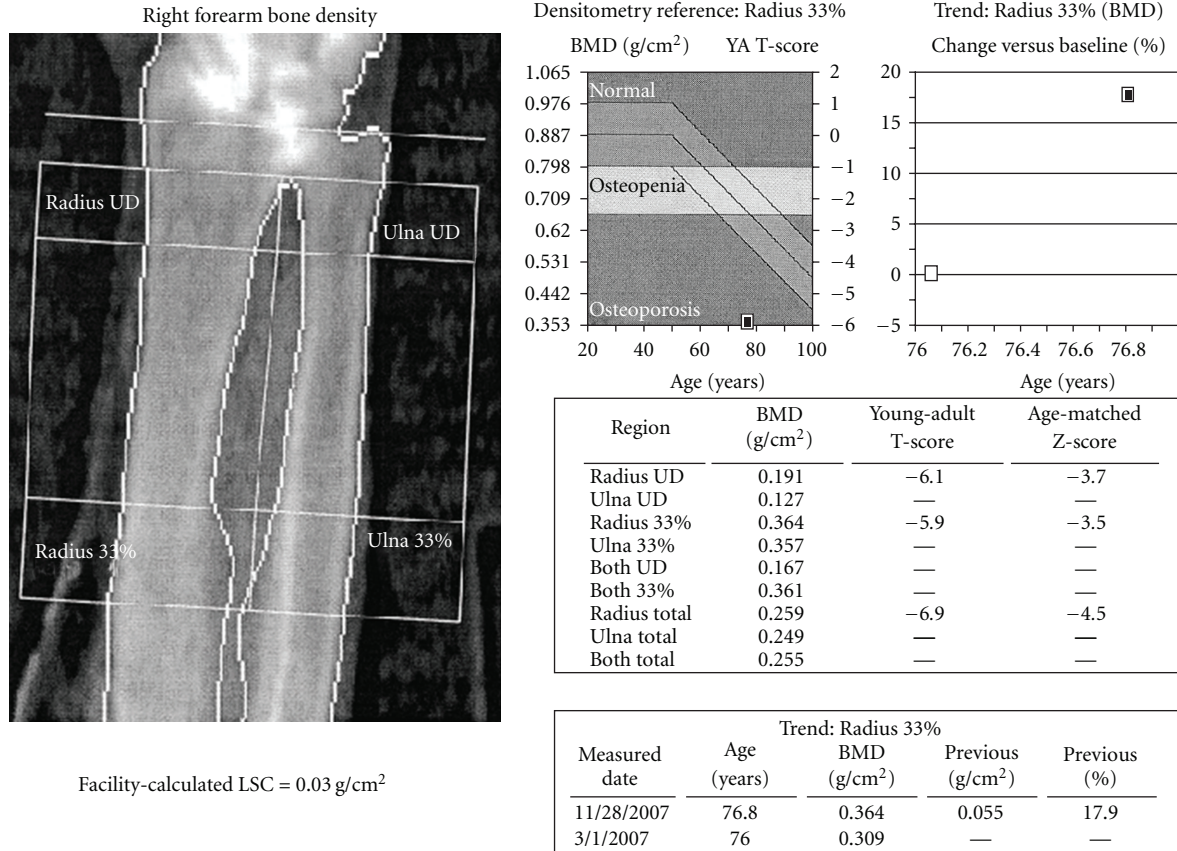 Right forearm bone density
Radius UD
Ulna UD
Radius 33%
Ulna 33%
Facility-calculated LSC = 0.03 g/cm²
Densitometry reference: Radius 33%
BMD (g/cm²) YA T-score
1.065 2
0.976 1
0.887 0
0.798 −1
0.709 −2
0.62 −3
0.531 −4
0.442 −5
0.353 −6
Normal
Osteopenia
Osteoporosis
20 40 60 80 100
Age (years)
Trend: Radius 33% (BMD)
Change versus baseline (%)
20
15
10
5
0
−5
76 76.2 76.4 76.6 76.8
Age (years)
Region BMD (g/cm²) Young-adult T-score Age-matched Z-score
Radius UD 0.191 −6.1 −3.7
Ulna UD 0.127 — —
Radius 33% 0.364 −5.9 −3.5
Ulna 33% 0.357 — —
Both UD 0.167 — —
Both 33% 0.361 — —
Radius total 0.259 −6.9 −4.5
Ulna total 0.249 — —
Both total 0.255 — —
Trend: Radius 33%
Measured date Age (years) BMD (g/cm²) Previous (g/cm²) Previous (%)
11/28/2007 76.8 0.364 0.055 17.9
3/1/2007 76 0.309 — —